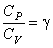 C_P / C_V = γ